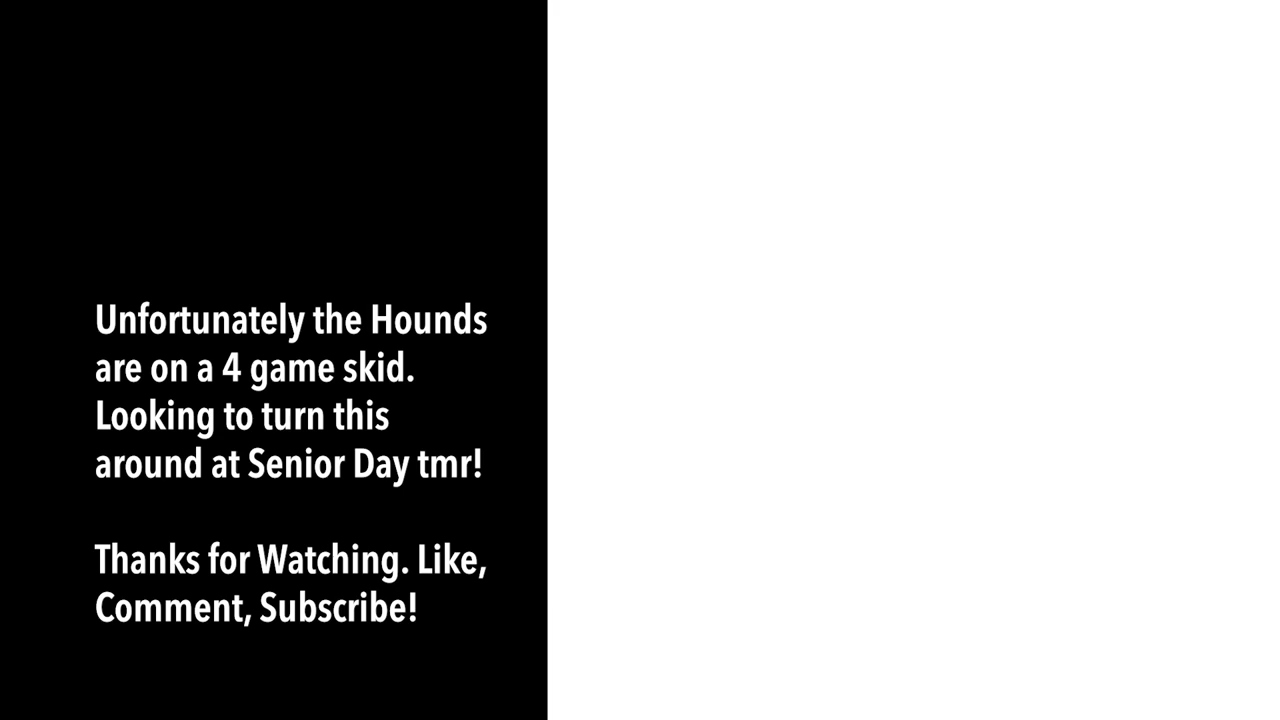 Unfortunately the Hounds
are on a 4 game skid.
Looking to turn this
around at Senior Day tmr!
Thanks for Watching. Like,
Comment, Subscribe!